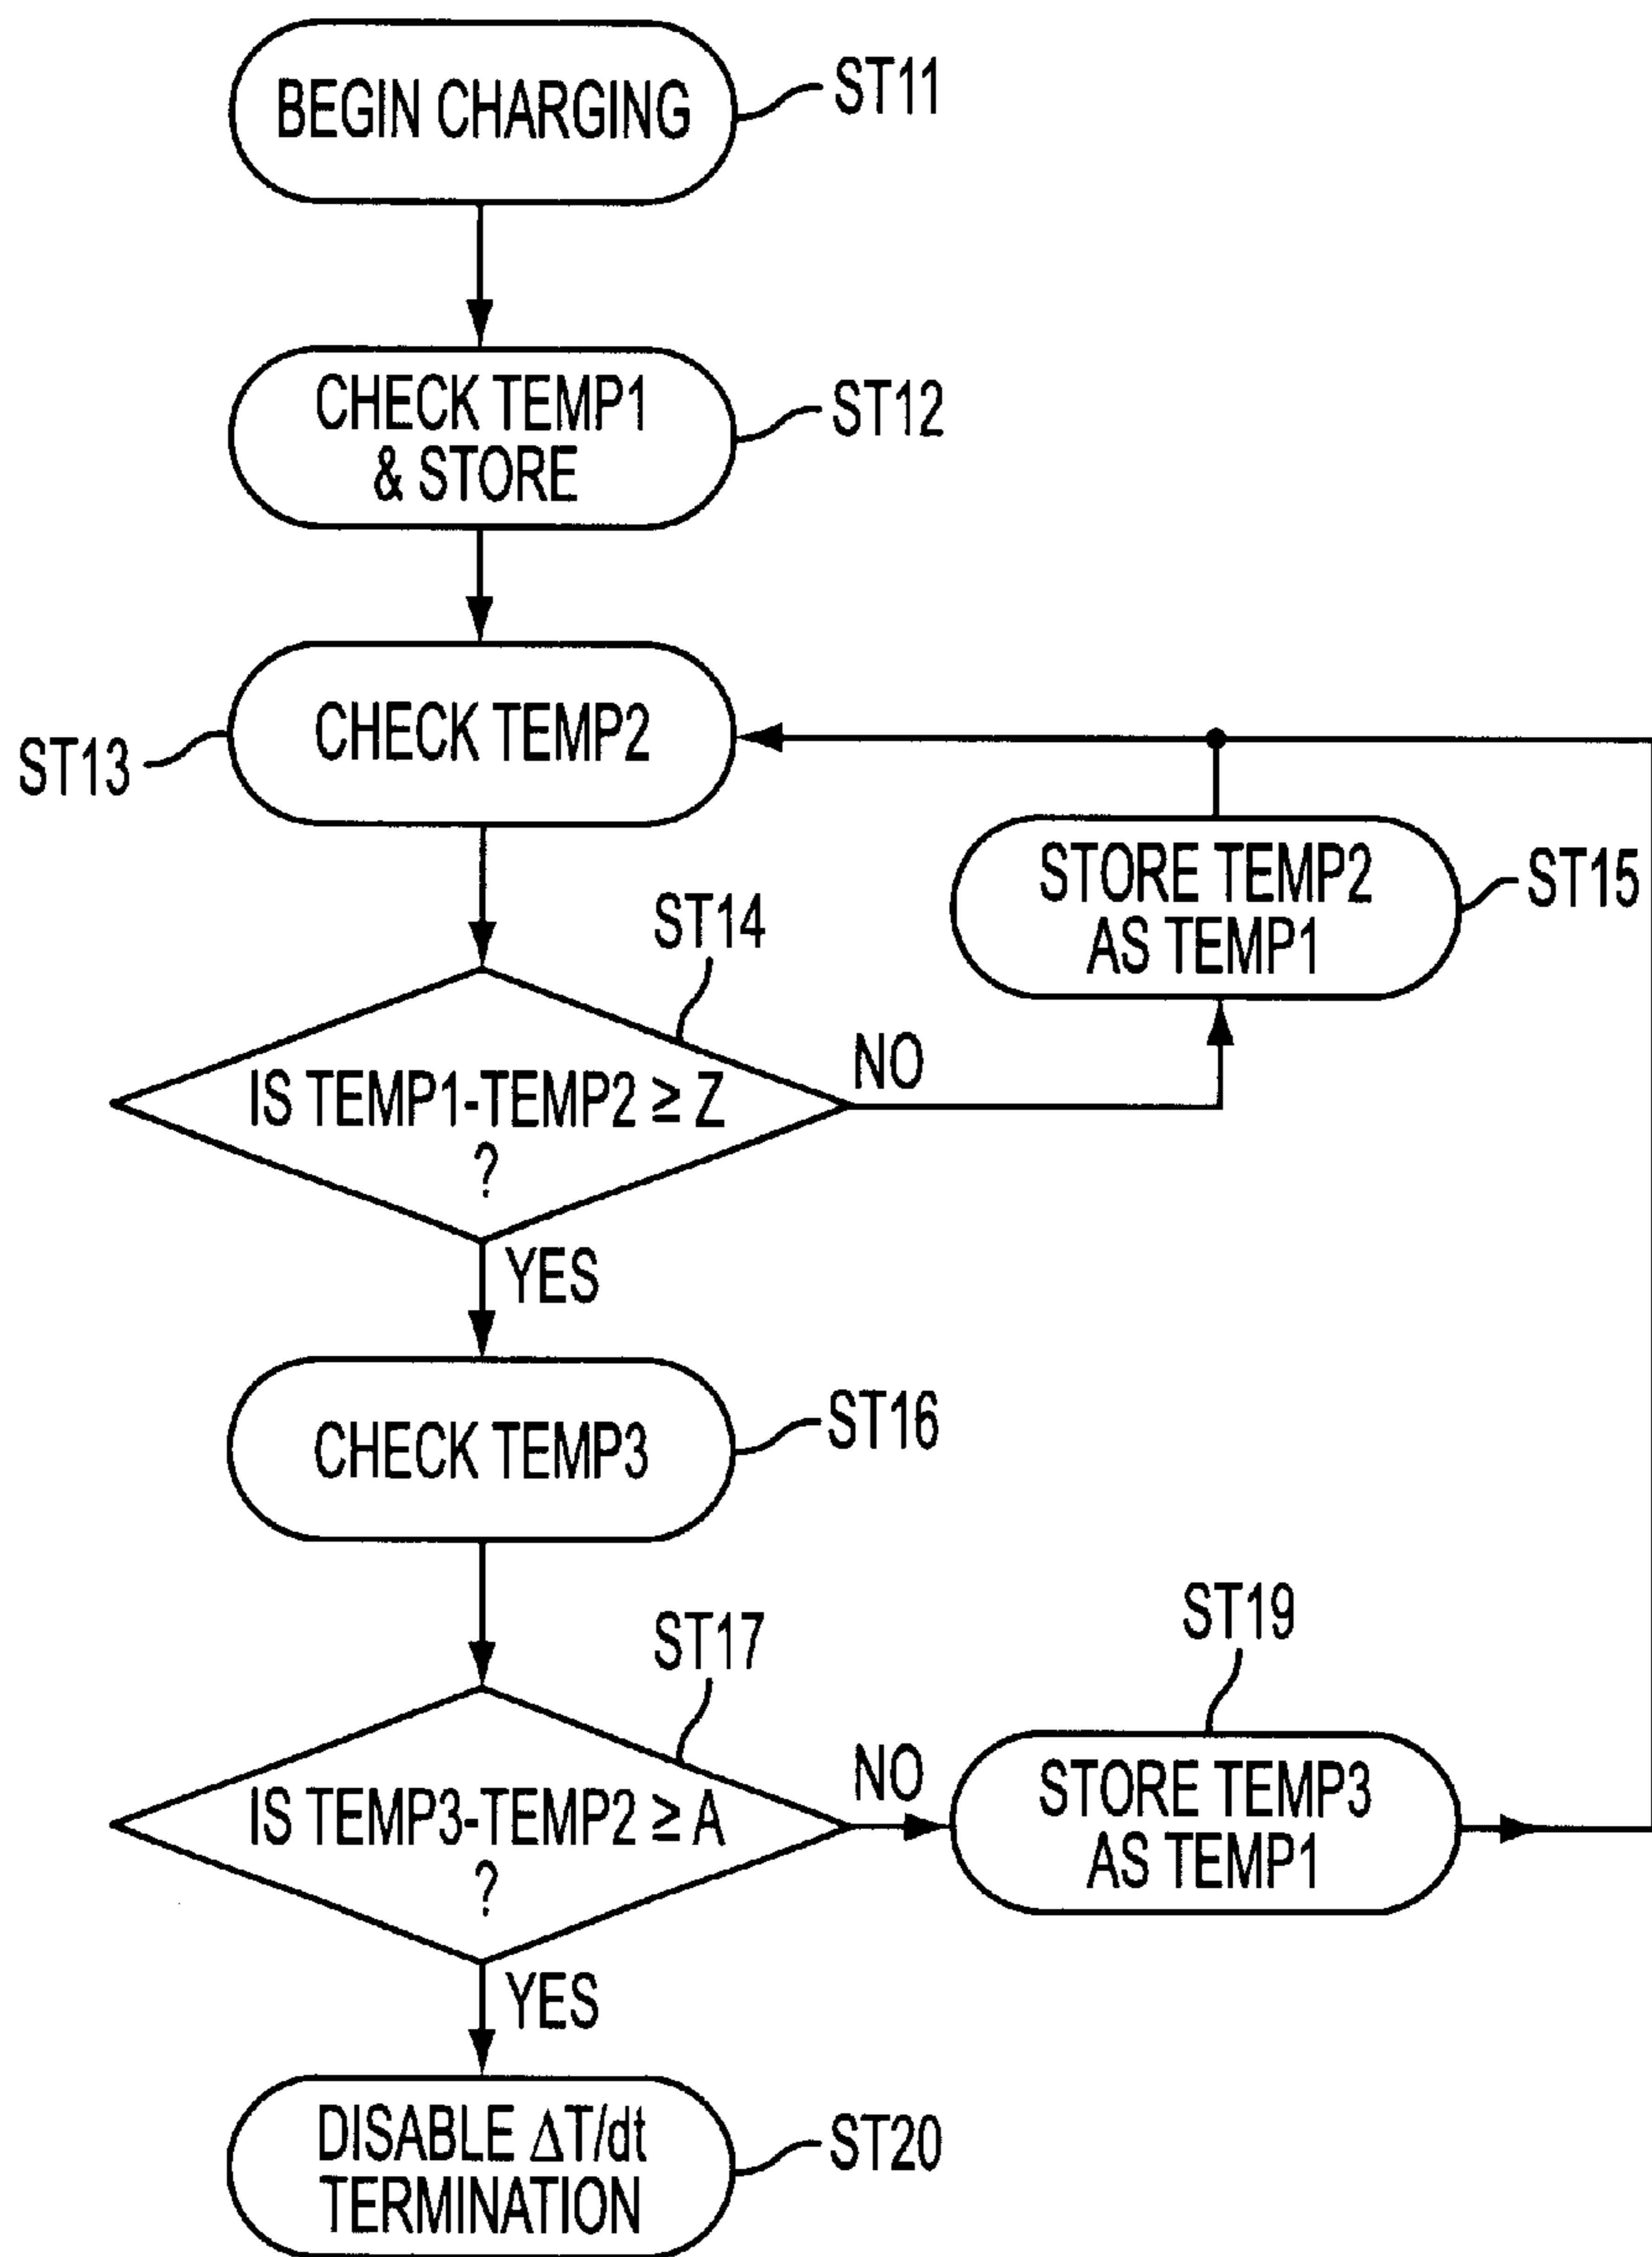 BEGIN CHARGING
ST11
CHECK TEMP1
& STORE
ST12
CHECK TEMP2
ST13
STORE TEMP2
AS TEMP1
ST15
ST14
IS TEMP1-TEMP2 ≥ Z
?
NO
YES
CHECK TEMP3
ST16
ST17
IS TEMP3-TEMP2 ≥ A
?
NO
ST19
STORE TEMP3
AS TEMP1
YES
DISABLE ΔT/dt
TERMINATION
ST20